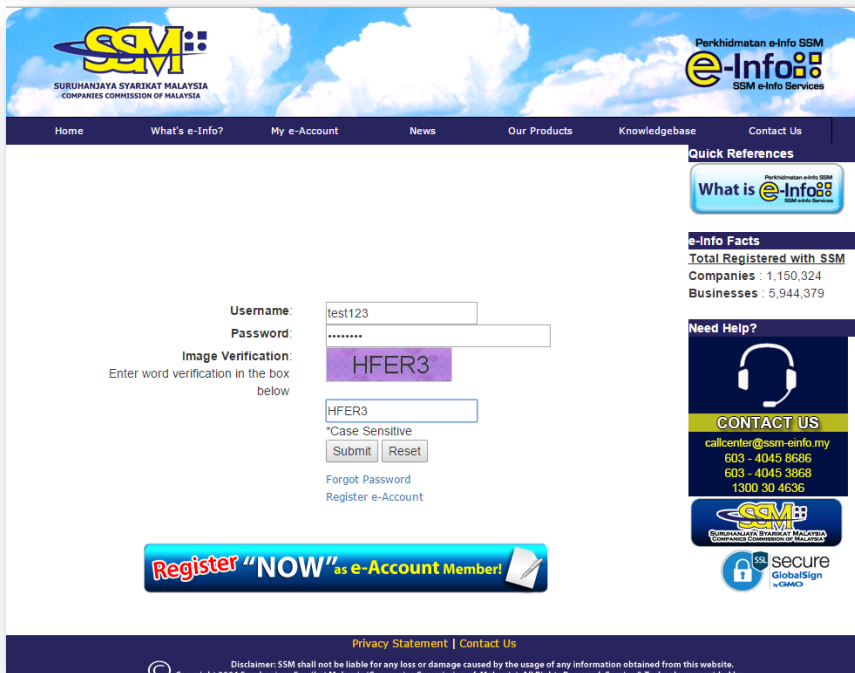 SSM
SURUHANJAYA SYARIKAT MALAYSIA
COMPANIES COMMISSION OF MALAYSIA
Perkhidmatan e-Info SSM
e-Info
SSM e-Info Services
Home What's e-Info? My e-Account News Our Products Knowledgebase Contact Us
Quick References
Perkhidmatan e-Info SSM
What is e-Info
SSM e-Info Services
e-Info Facts
Total Registered with SSM
Companies : 1,150,324
Businesses : 5,944,379
Username: test123
Password: ........
Image Verification: HFER3
Enter word verification in the box
below
HFER3
*Case Sensitive
Submit Reset
Forgot Password
Register e-Account
Need Help?
CONTACT US
callcenter@ssm-einfo.my
603 - 4045 8686
603 - 4045 3868
1300 30 4636
SSM
SURUHANJAYA SYARIKAT MALAYSIA
COMPANIES COMMISSION OF MALAYSIA
SSL secure
GlobalSign
by GMO
Register "NOW" as e-Account Member!
Privacy Statement | Contact Us
Disclaimer: SSM shall not be liable for any loss or damage caused by the usage of any information obtained from this website.